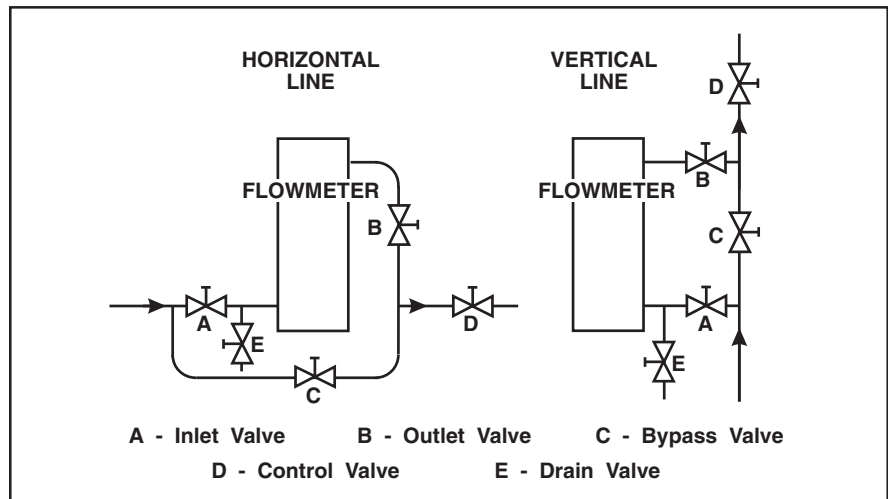 HORIZONTAL
LINE
FLOWMETER
B
A
E
C
D
VERTICAL
LINE
D
FLOWMETER
B
C
A
E
A - Inlet Valve B - Outlet Valve C - Bypass Valve
D - Control Valve E - Drain Valve